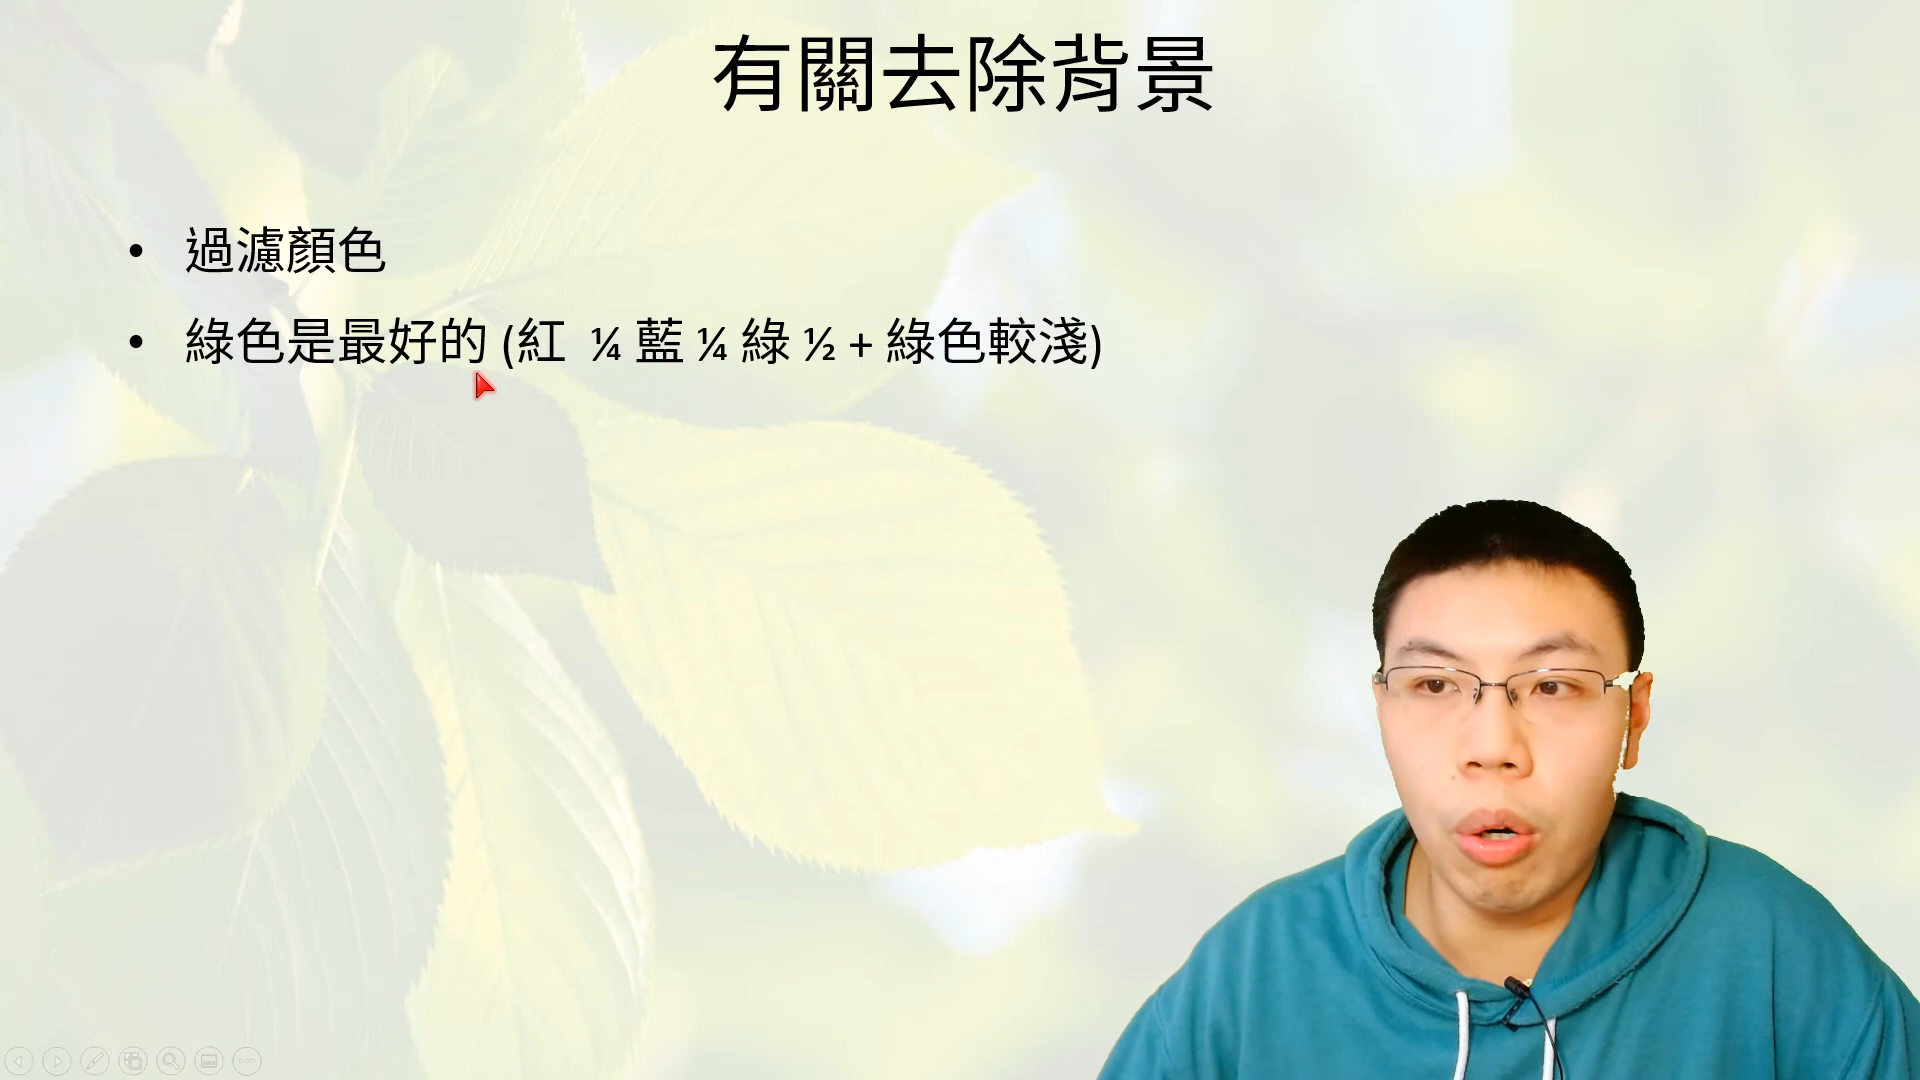 有關去除背景
• 過濾顏色
• 綠色是最好的 (紅 ¼ 藍 ¼ 綠 ½ + 綠色較淺)